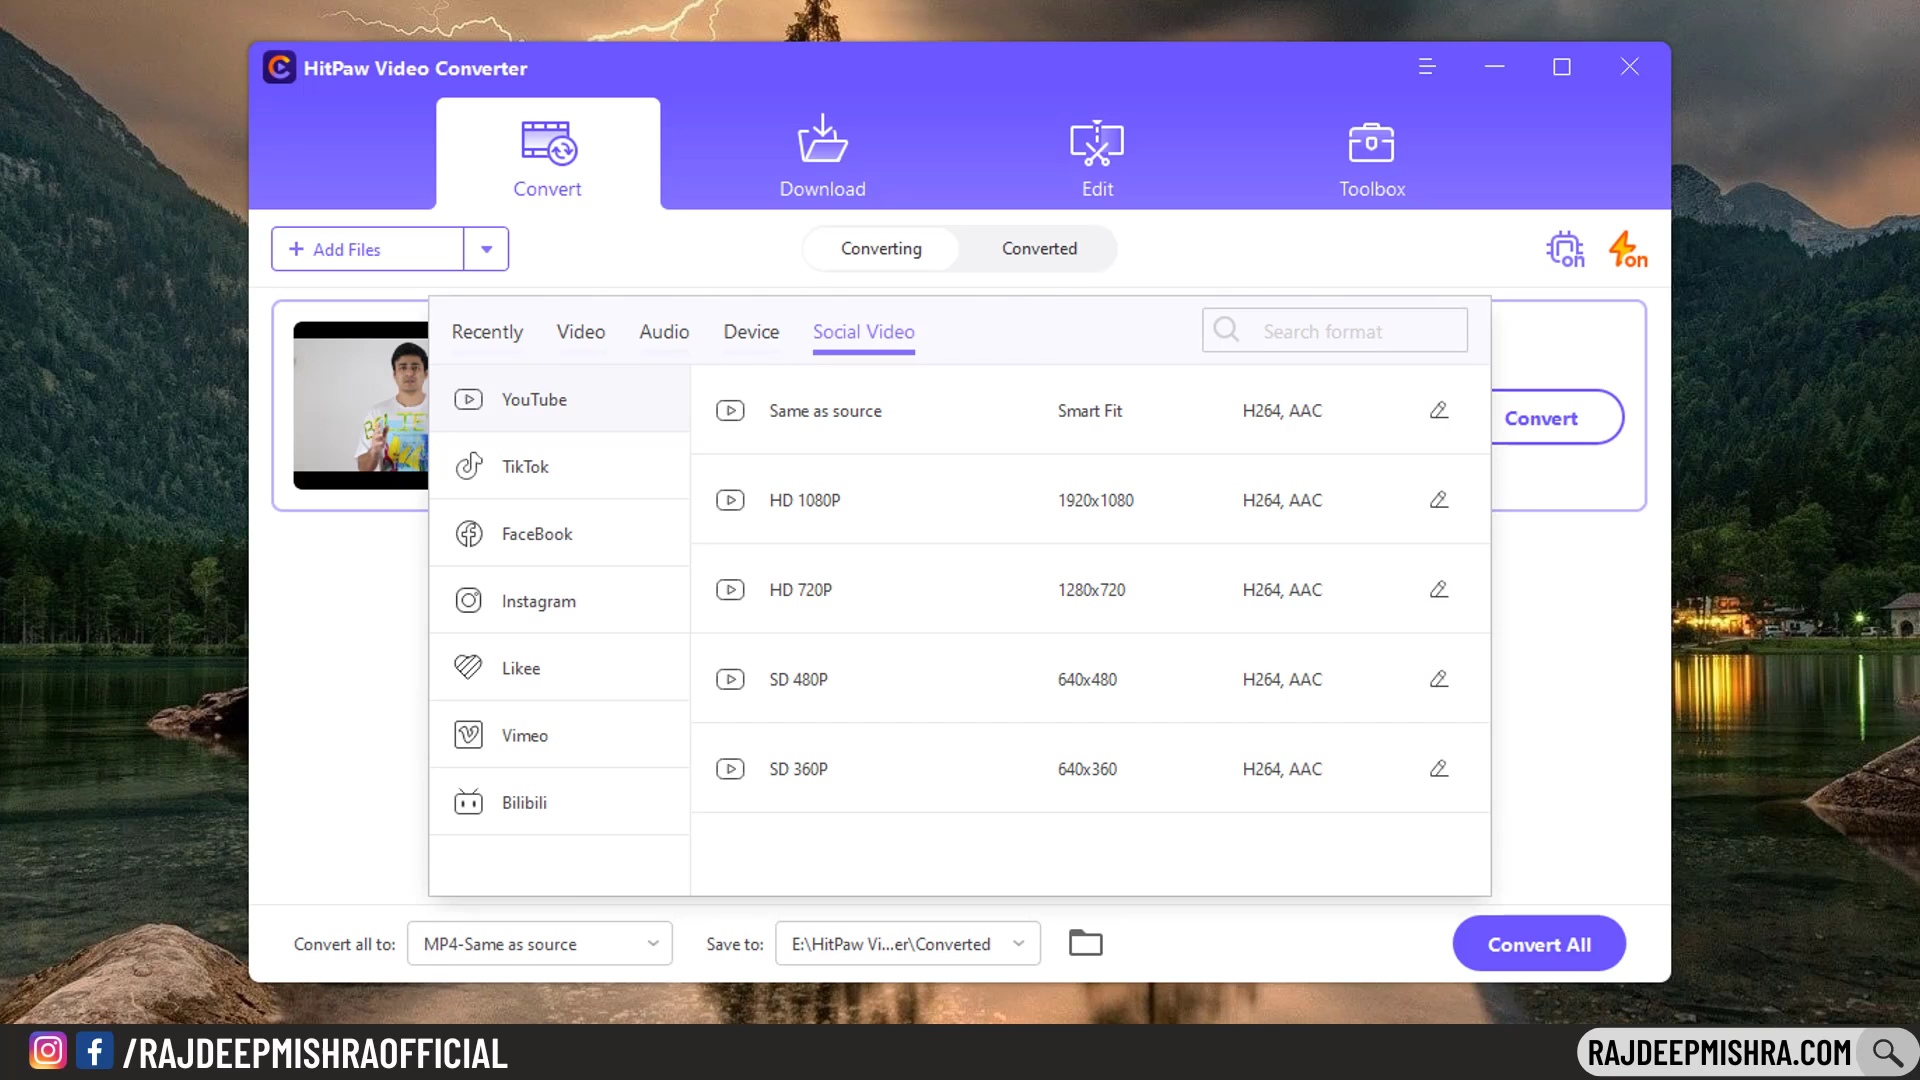 HitPaw Video Converter
Convert
Download
Edit
Toolbox
+ Add Files
Converting
Converted
on
on
Recently
Video
Audio
Device
Social Video
Search format
YouTube
TikTok
FaceBook
Instagram
Likee
Vimeo
Bilibili
Same as source Smart Fit H264, AAC
HD 1080P 1920x1080 H264, AAC
HD 720P 1280x720 H264, AAC
SD 480P 640x480 H264, AAC
SD 360P 640x360 H264, AAC
Convert
Convert all to: MP4-Same as source
Save to: E:\HitPaw Vi...er\Converted
Convert All
/RAJDEEPMISHRAOFFICIAL
RAJDEEPMISHRA.COM